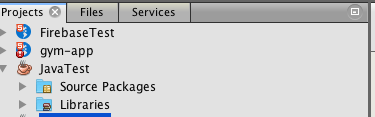 Projects Files Services
FirebaseTest
gym-app
JavaTest
Source Packages
Libraries